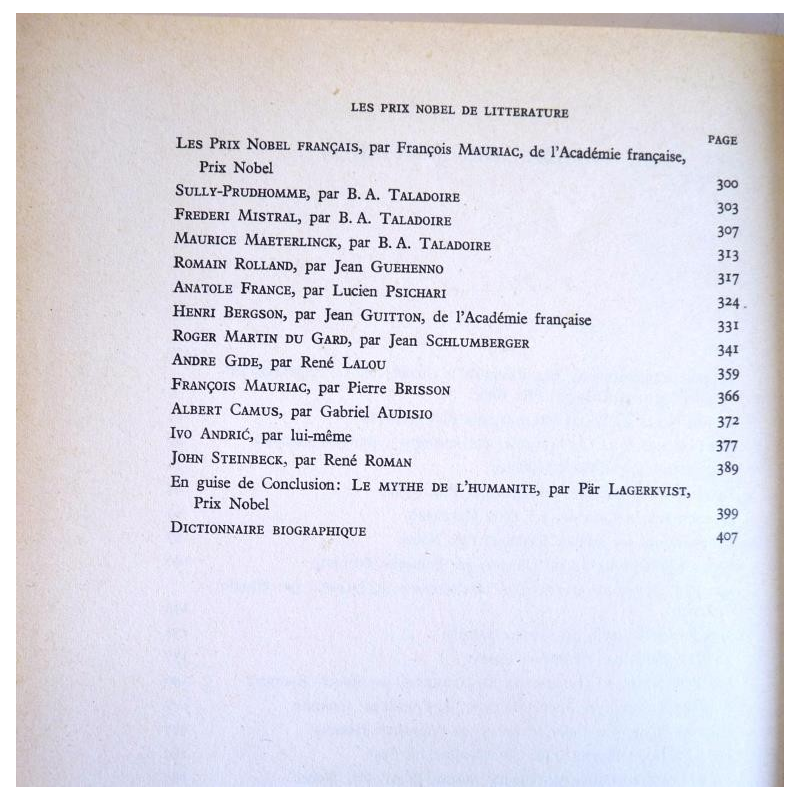 LES PRIX NOBEL DE LITTERATURE
PAGE
LES PRIX NOBEL FRANÇAIS, par François MAURIAC, de l'Académie française,
Prix Nobel 300
SULLY-PRUDHOMME, par B. A. TALADOIRE 303
FREDERI MISTRAL, par B. A. TALADOIRE 307
MAURICE MAETERLINCK, par B. A. TALADOIRE 313
ROMAIN ROLLAND, par Jean GUEHENNO 317
ANATOLE FRANCE, par Lucien PSICHARI 324
HENRI BERGSON, par Jean GUITTON, de l'Académie française 331
ROGER MARTIN DU GARD, par Jean SCHLUMBERGER 341
ANDRE GIDE, par René LALOU 359
FRANÇOIS MAURIAC, par Pierre BRISSON 366
ALBERT CAMUS, par Gabriel AUDISIO 372
IVO ANDRIĆ, par lui-même 377
JOHN STEINBECK, par René ROMAN 389
En guise de Conclusion: LE MYTHE DE L'HUMANITE, par Pär LAGERKVIST,
Prix Nobel 399
DICTIONNAIRE BIOGRAPHIQUE 407